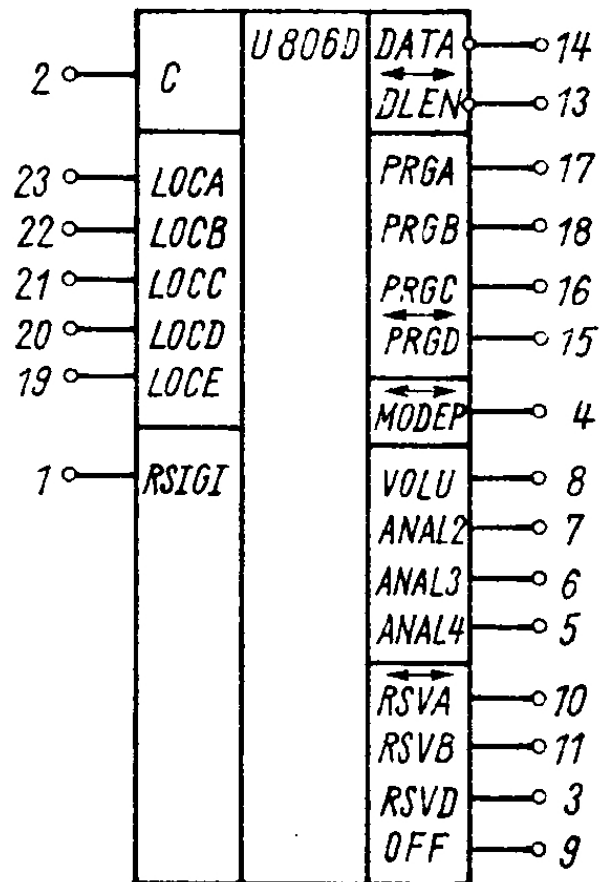 U806D DATA 14
2 C
DLEN 13
23 LOCA PRGA 17
22 LOCB PRGB 18
21 LOCC PRGC 16
20 LOCD PRGD 15
19 LOCE
MODEP 4
1 RSIGI VOLU 8
ANAL2 7
ANAL3 6
ANAL4 5
RSVA 10
RSVB 11
RSVD 3
OFF 9